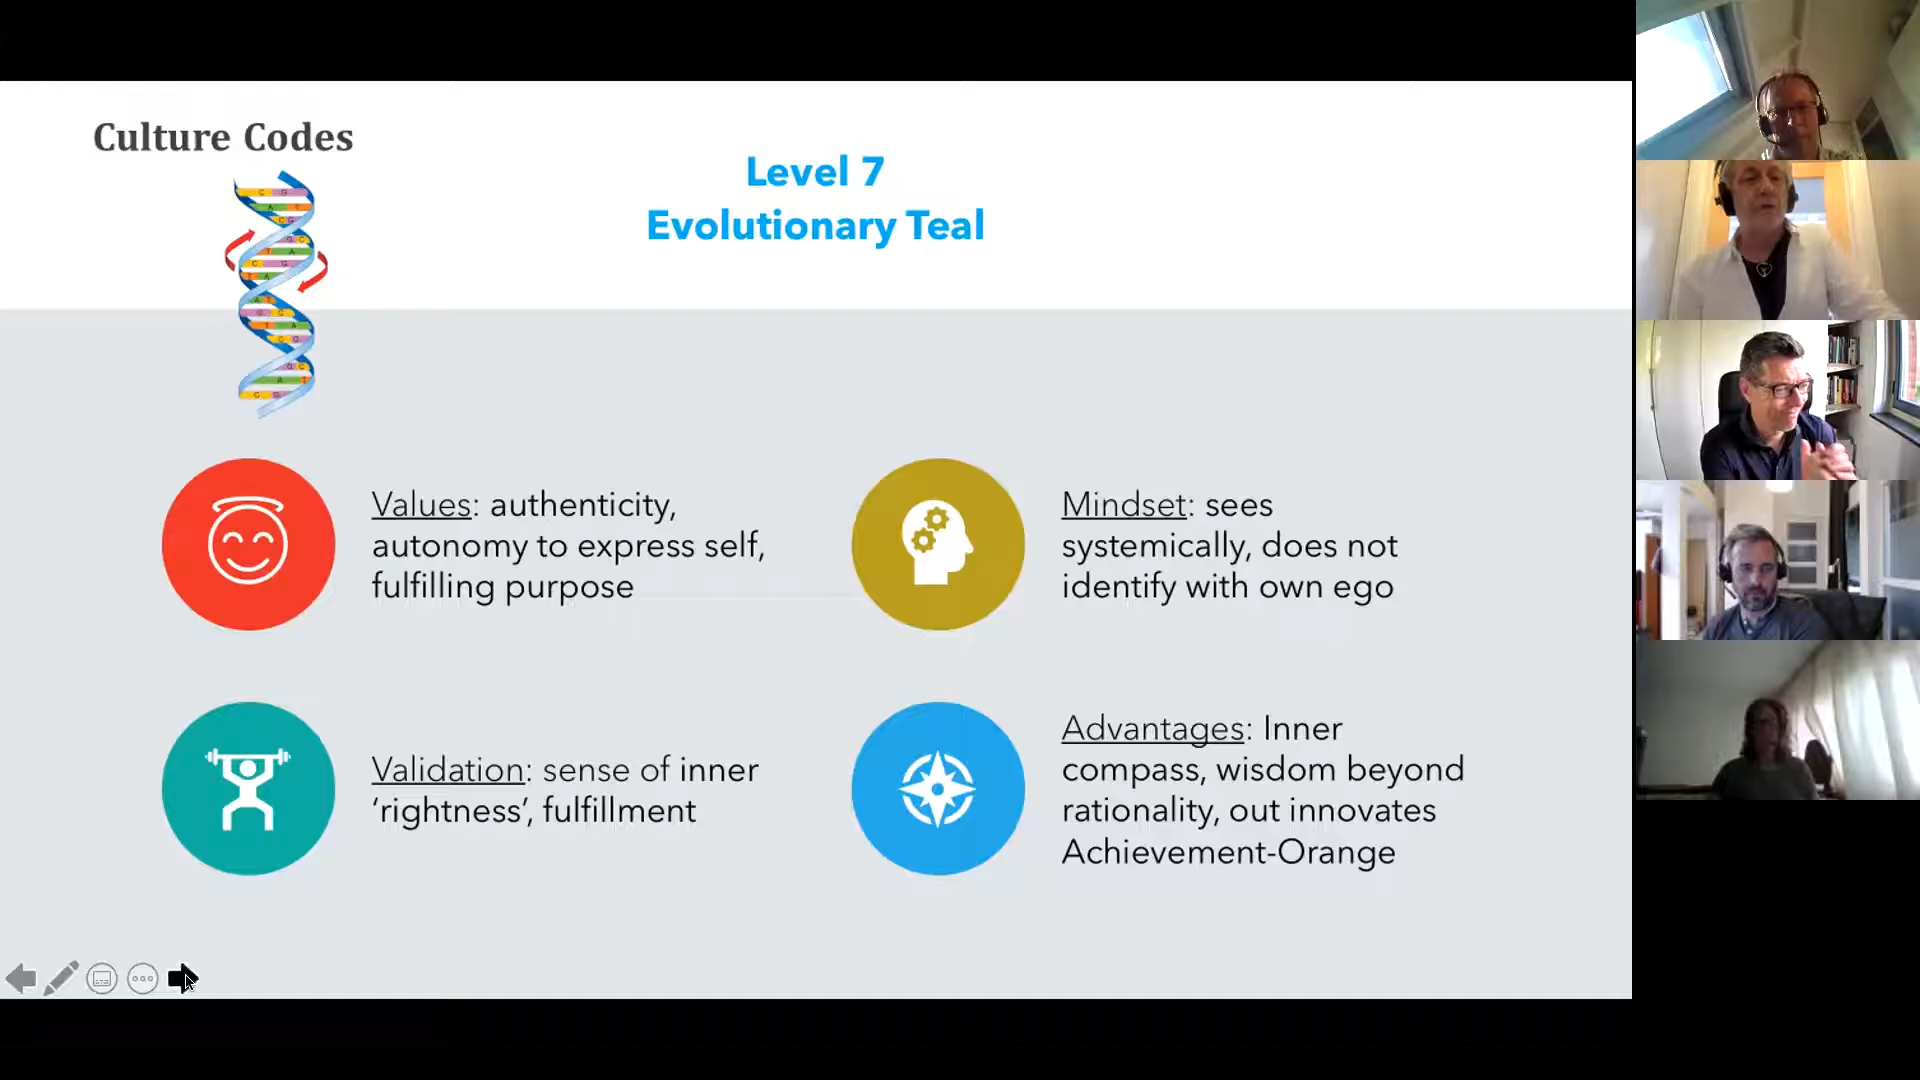 Culture Codes
Level 7
Evolutionary Teal
Values: authenticity,
autonomy to express self,
fulfilling purpose
Mindset: sees
systemically, does not
identify with own ego
Validation: sense of inner
‘rightness’, fulfillment
Advantages: Inner
compass, wisdom beyond
rationality, out innovates
Achievement-Orange